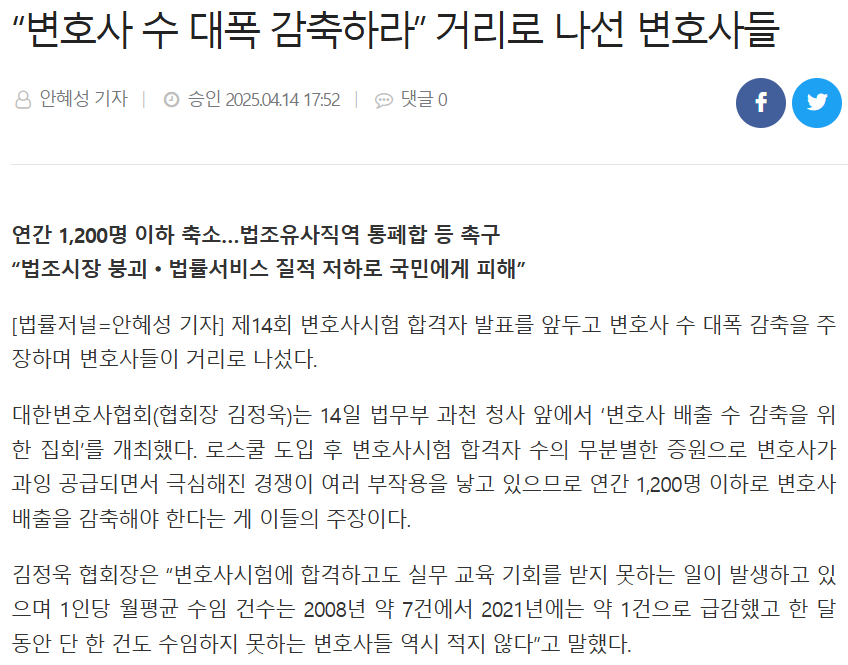 “변호사 수 대폭 감축하라” 거리로 나선 변호사들
안혜성 기자 | 승인 2025.04.14 17:52 | 댓글 0
연간 1,200명 이하 축소…법조유사직역 통폐합 등 촉구
“법조시장 붕괴‧법률서비스 질적 저하로 국민에게 피해”
[법률저널=안혜성 기자] 제14회 변호사시험 합격자 발표를 앞두고 변호사 수 대폭 감축을 주
장하며 변호사들이 거리로 나섰다.
대한변호사협회(협회장 김정욱)는 14일 법무부 과천 청사 앞에서 ‘변호사 배출 수 감축을 위
한 집회’를 개최했다. 로스쿨 도입 후 변호사시험 합격자 수의 무분별한 증원으로 변호사가
과잉 공급되면서 극심해진 경쟁이 여러 부작용을 낳고 있으므로 연간 1,200명 이하로 변호사
배출을 감축해야 한다는 게 이들의 주장이다.
김정욱 협회장은 “변호사시험에 합격하고도 실무 교육 기회를 받지 못하는 일이 발생하고 있
으며 1인당 월평균 수임 건수는 2008년 약 7건에서 2021년에는 약 1건으로 급감했고 한 달
동안 단 한 건도 수임하지 못하는 변호사들 역시 적지 않다”고 말했다.